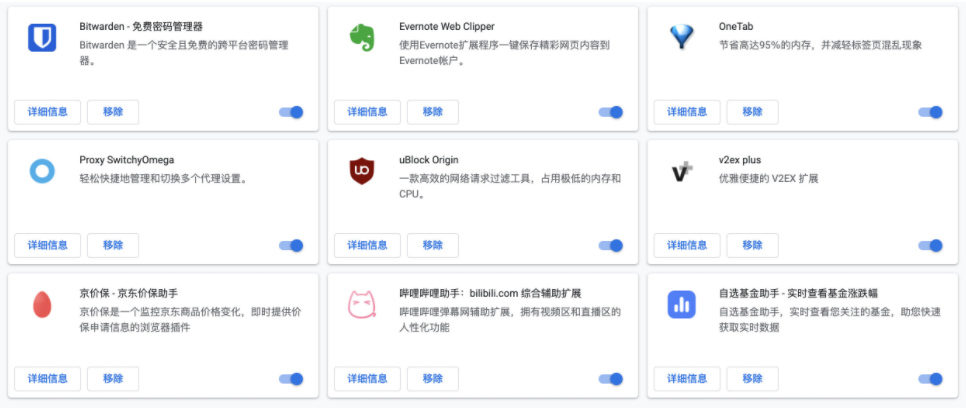 Bitwarden - 免费密码管理器
Bitwarden 是一个安全且免费的跨平台密码管理
器。
详细信息
移除
Evernote Web Clipper
使用Evernote扩展程序一键保存精彩网页内容到
Evernote帐户。
详细信息
移除
OneTab
节省高达95%的内存，并减轻标签页混乱现象
详细信息
移除
Proxy SwitchyOmega
轻松快捷地管理和切换多个代理设置。
详细信息
移除
uBlock Origin
一款高效的网络请求过滤工具，占用极低的内存和
CPU。
详细信息
移除
v2ex plus
优雅便捷的 V2EX 扩展
详细信息
移除
京价保 - 京东价保助手
京价保是一个监控京东商品价格变化，即时提供价
保申请信息的浏览器插件
详细信息
移除
哔哩哔哩助手：bilibili.com 综合辅助扩展
哔哩哔哩弹幕网辅助扩展，拥有视频区和直播区的
人性化功能
详细信息
移除
自选基金助手 - 实时查看基金涨跌幅
自选基金助手，实时查看您关注的基金，助您快速
获取实时数据
详细信息
移除